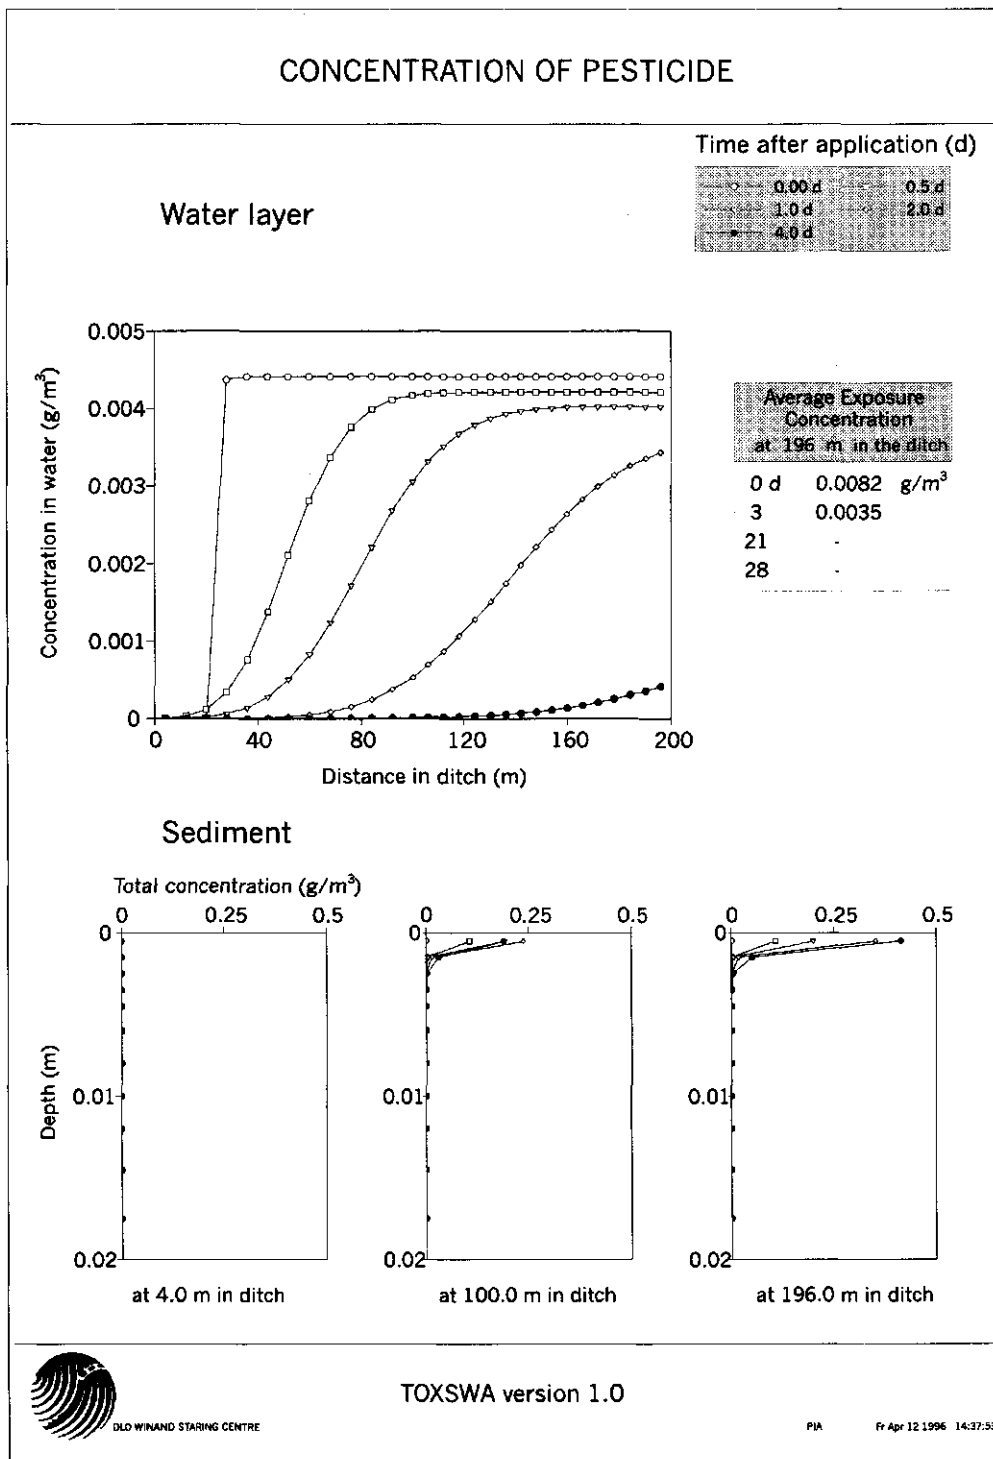 CONCENTRATION OF PESTICIDE
Time after application (d)
0.00 d 0.5 d
1.0 d 2.0 d
4.0 d
Water layer
Concentration in water (g/m³)
0.005
0.004
0.003
0.002
0.001
0
0 40 80 120 160 200
Distance in ditch (m)
Average Exposure
Concentration
at 196 m in the ditch
0 d 0.0082 g/m³
3 0.0035
21 -
28 -
Sediment
Total concentration (g/m³)
0 0.25 0.5
0 0.25 0.5
0 0.25 0.5
Depth (m)
0.01
0.02
0
0.01
0.02
0
0.01
0.02
at 4.0 m in ditch
at 100.0 m in ditch
at 196.0 m in ditch
TOXSWA version 1.0
DLO WINAND STARING CENTRE
PIA Fr Apr 12 1996 14:37:53